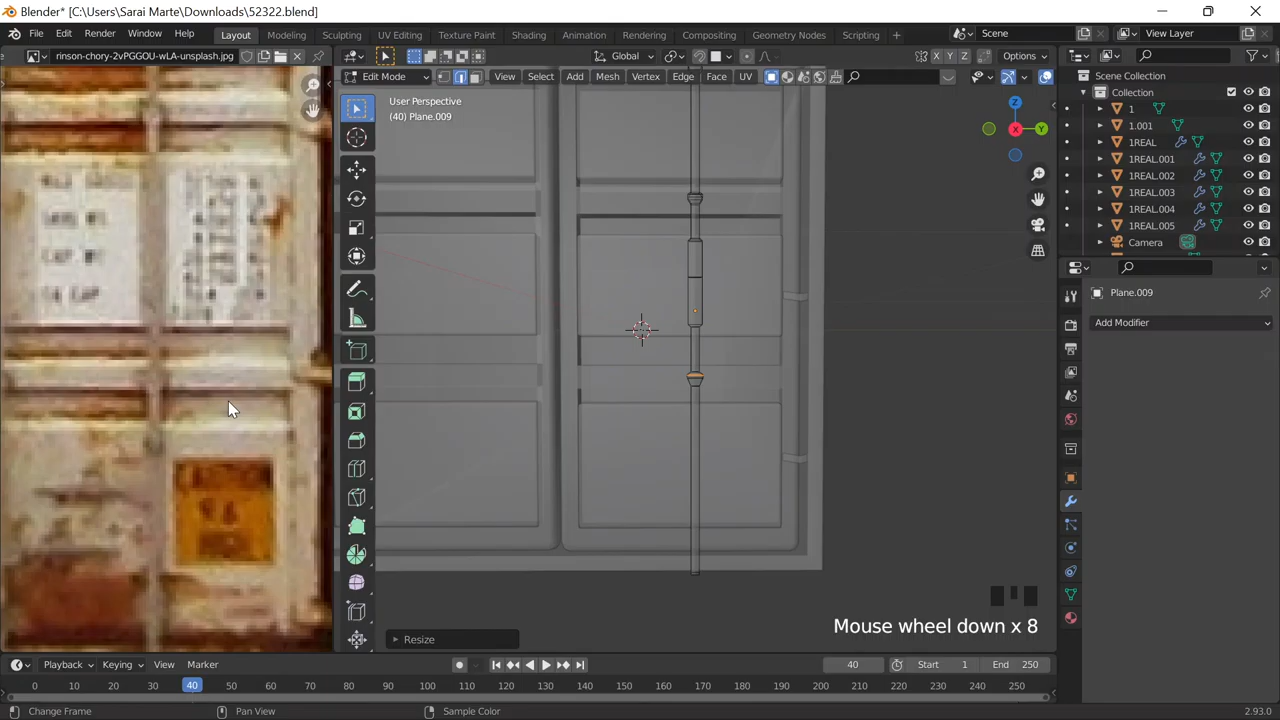 Blender* [C:\Users\Sarai Marte\Downloads\52322.blend]
File Edit Render Window Help Layout Modeling Sculpting UV Editing Texture Paint Shading Animation Rendering Compositing Geometry Nodes Scripting + Scene View Layer
rinson-chory-2vPGGOU-wLA-unsplash.jpg Global X Y Z Options
Edit Mode View Select Add Mesh Vertex Edge Face UV
User Perspective
(40) Plane.009
Z
X Y
Scene Collection
Collection
1
1.001
1REAL
1REAL.001
1REAL.002
1REAL.003
1REAL.004
1REAL.005
Camera
Plane.009
Add Modifier
Mouse wheel down x 8
Resize
Playback Keying View Marker 40 Start 1 End 250
0 10 20 30 40 50 60 70 80 90 100 110 120 130 140 150 160 170 180 190 200 210 220 230 240 250
Change Frame Pan View Sample Color 2.93.0